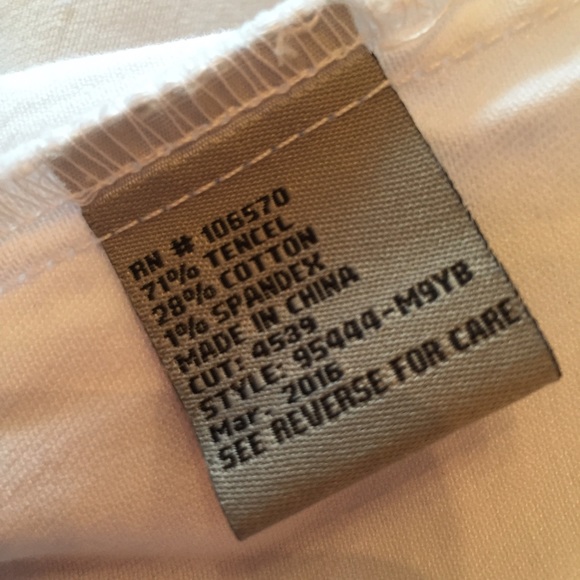 RN # 106570
71% TENCEL
28% COTTON
1% SPANDEX
MADE IN CHINA
CUT: 4539
STYLE: 95444-M9YB
Mar. 2016
SEE REVERSE FOR CARE